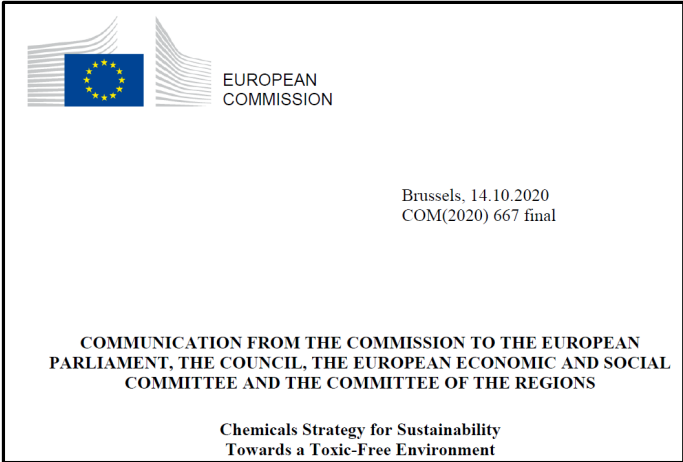 EUROPEAN
COMMISSION
Brussels, 14.10.2020
COM(2020) 667 final
COMMUNICATION FROM THE COMMISSION TO THE EUROPEAN
PARLIAMENT, THE COUNCIL, THE EUROPEAN ECONOMIC AND SOCIAL
COMMITTEE AND THE COMMITTEE OF THE REGIONS
Chemicals Strategy for Sustainability
Towards a Toxic-Free Environment